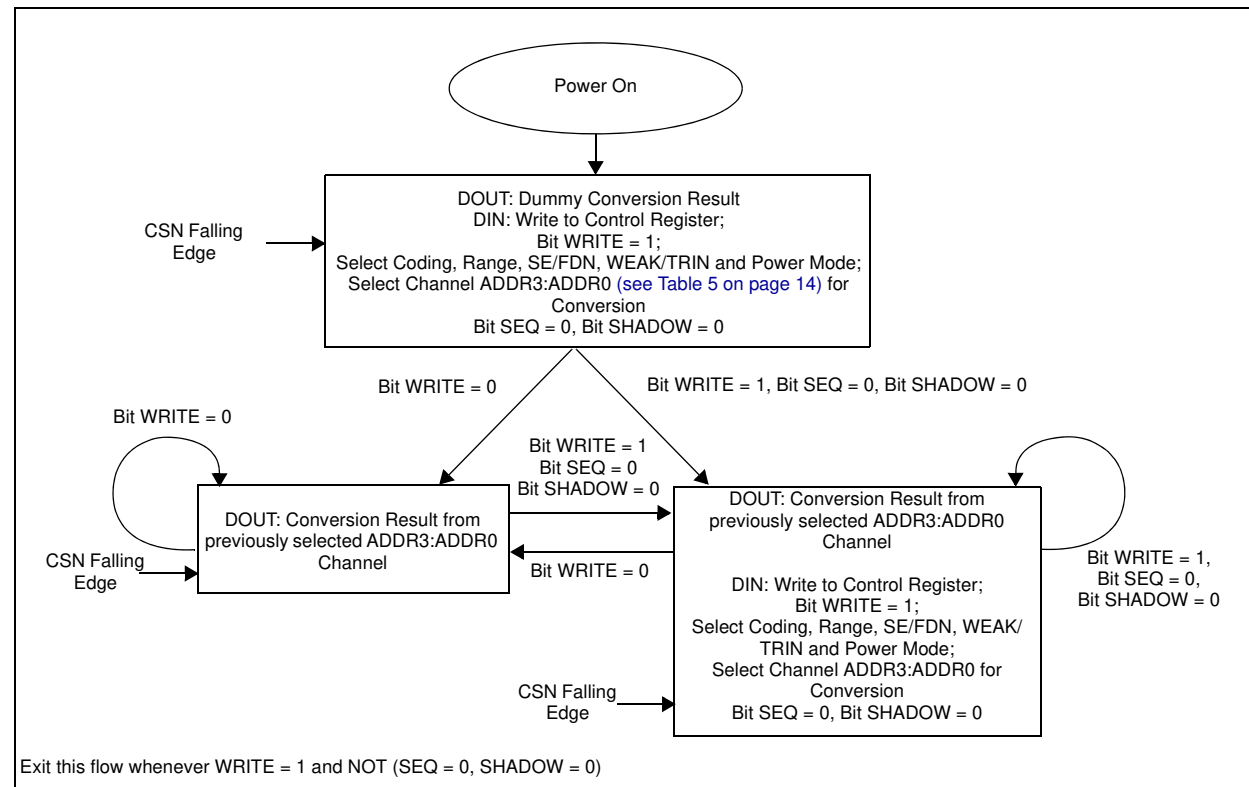 Power On
CSN Falling
Edge
DOUT: Dummy Conversion Result
DIN: Write to Control Register;
Bit WRITE = 1;
Select Coding, Range, SE/FDN, WEAK/TRIN and Power Mode;
Select Channel ADDR3:ADDR0 (see Table 5 on page 14) for
Conversion
Bit SEQ = 0, Bit SHADOW = 0
Bit WRITE = 0
Bit WRITE = 1, Bit SEQ = 0, Bit SHADOW = 0
Bit WRITE = 0
Bit WRITE = 1
Bit SEQ = 0
Bit SHADOW = 0
DOUT: Conversion Result from
previously selected ADDR3:ADDR0
Channel
CSN Falling
Edge
Bit WRITE = 0
DOUT: Conversion Result from
previously selected ADDR3:ADDR0
Channel
DIN: Write to Control Register;
Bit WRITE = 1;
Select Coding, Range, SE/FDN, WEAK/
TRIN and Power Mode;
Select Channel ADDR3:ADDR0 for
Conversion
Bit SEQ = 0, Bit SHADOW = 0
Bit WRITE = 1,
Bit SEQ = 0,
Bit SHADOW = 0
CSN Falling
Edge
Exit this flow whenever WRITE = 1 and NOT (SEQ = 0, SHADOW = 0)